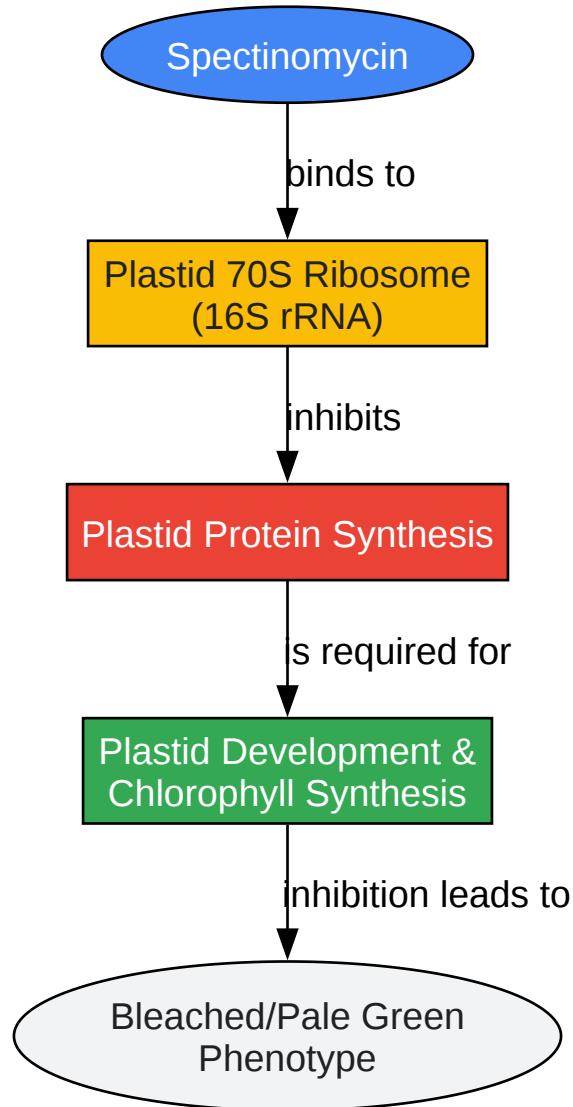 Spectinomycin
binds to
Plastid 70S Ribosome
(16S rRNA)
inhibits
Plastid Protein Synthesis
is required for
Plastid Development &
Chlorophyll Synthesis
inhibition leads to
Bleached/Pale Green
Phenotype